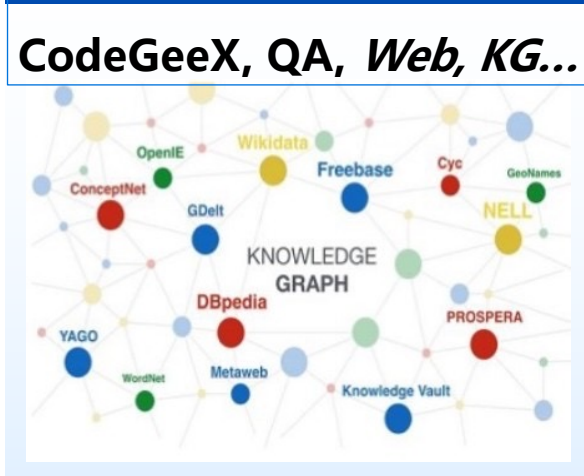 CodeGeeX, QA, Web, KG...
Wikidata
OpenIE
Freebase
Cyc
GeoNames
ConceptNet
GDelt
NELL
KNOWLEDGE
GRAPH
DBpedia
PROSPERA
YAGO
WordNet
Metaweb
Knowledge Vault